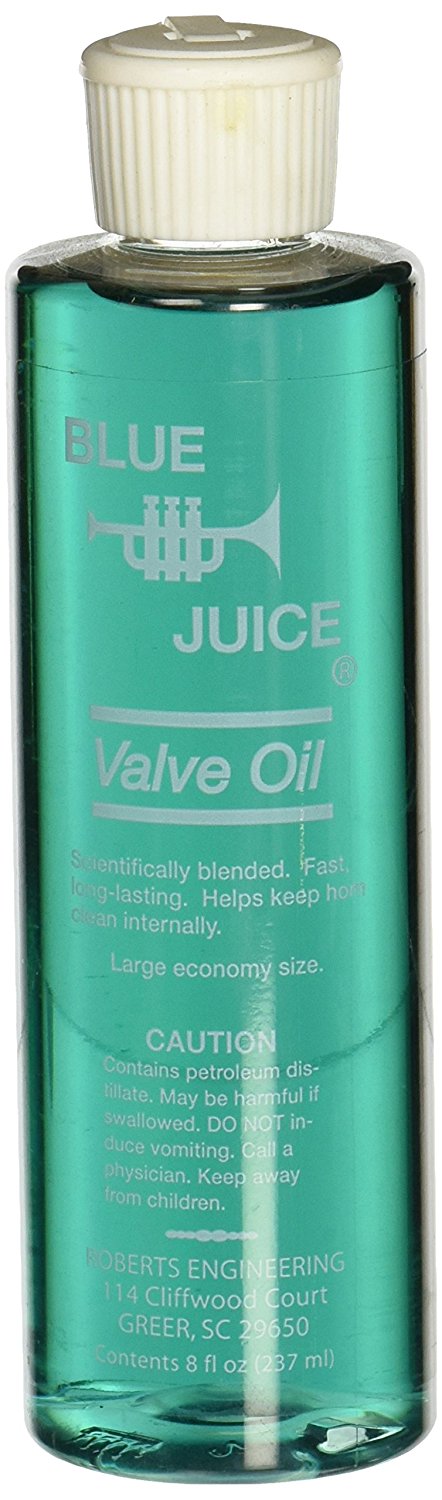 BLUE
JUICE®
Valve Oil
Scientifically blended. Fast,
long-lasting. Helps keep horn
clean internally.
Large economy size.
CAUTION
Contains petroleum dis-
tillate. May be harmful if
swallowed. DO NOT in-
duce vomiting. Call a
physician. Keep away
from children.
ROBERTS ENGINEERING
114 Cliffwood Court
GREER, SC 29650
Contents 8 fl oz (237 ml)